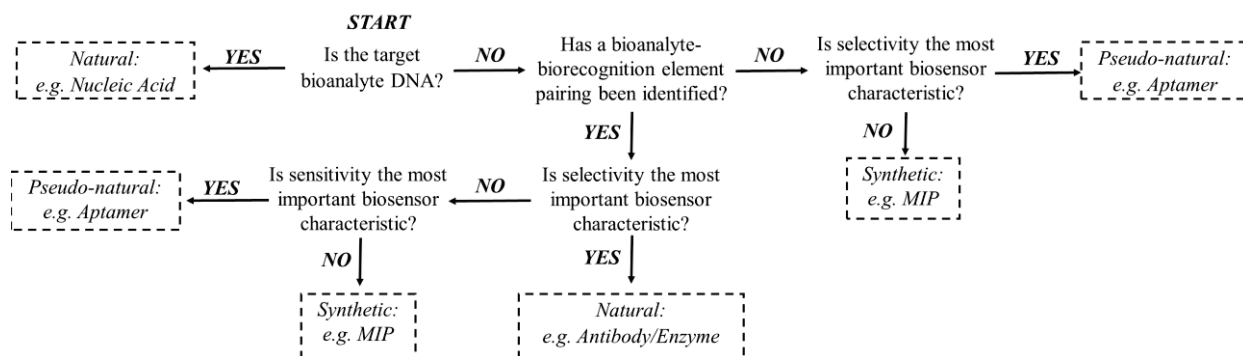 START
Is the target
bioanalyte DNA?
YES
Natural:
e.g. Nucleic Acid
NO
Has a bioanalyte-
biorecognition element
pairing been identified?
NO
Is selectivity the most
important biosensor
characteristic?
YES
Pseudo-natural:
e.g. Aptamer
NO
Synthetic:
e.g. MIP
YES
Is selectivity the most
important biosensor
characteristic?
NO
Is sensitivity the most
important biosensor
characteristic?
YES
Pseudo-natural:
e.g. Aptamer
NO
Synthetic:
e.g. MIP
YES
Natural:
e.g. Antibody/Enzyme